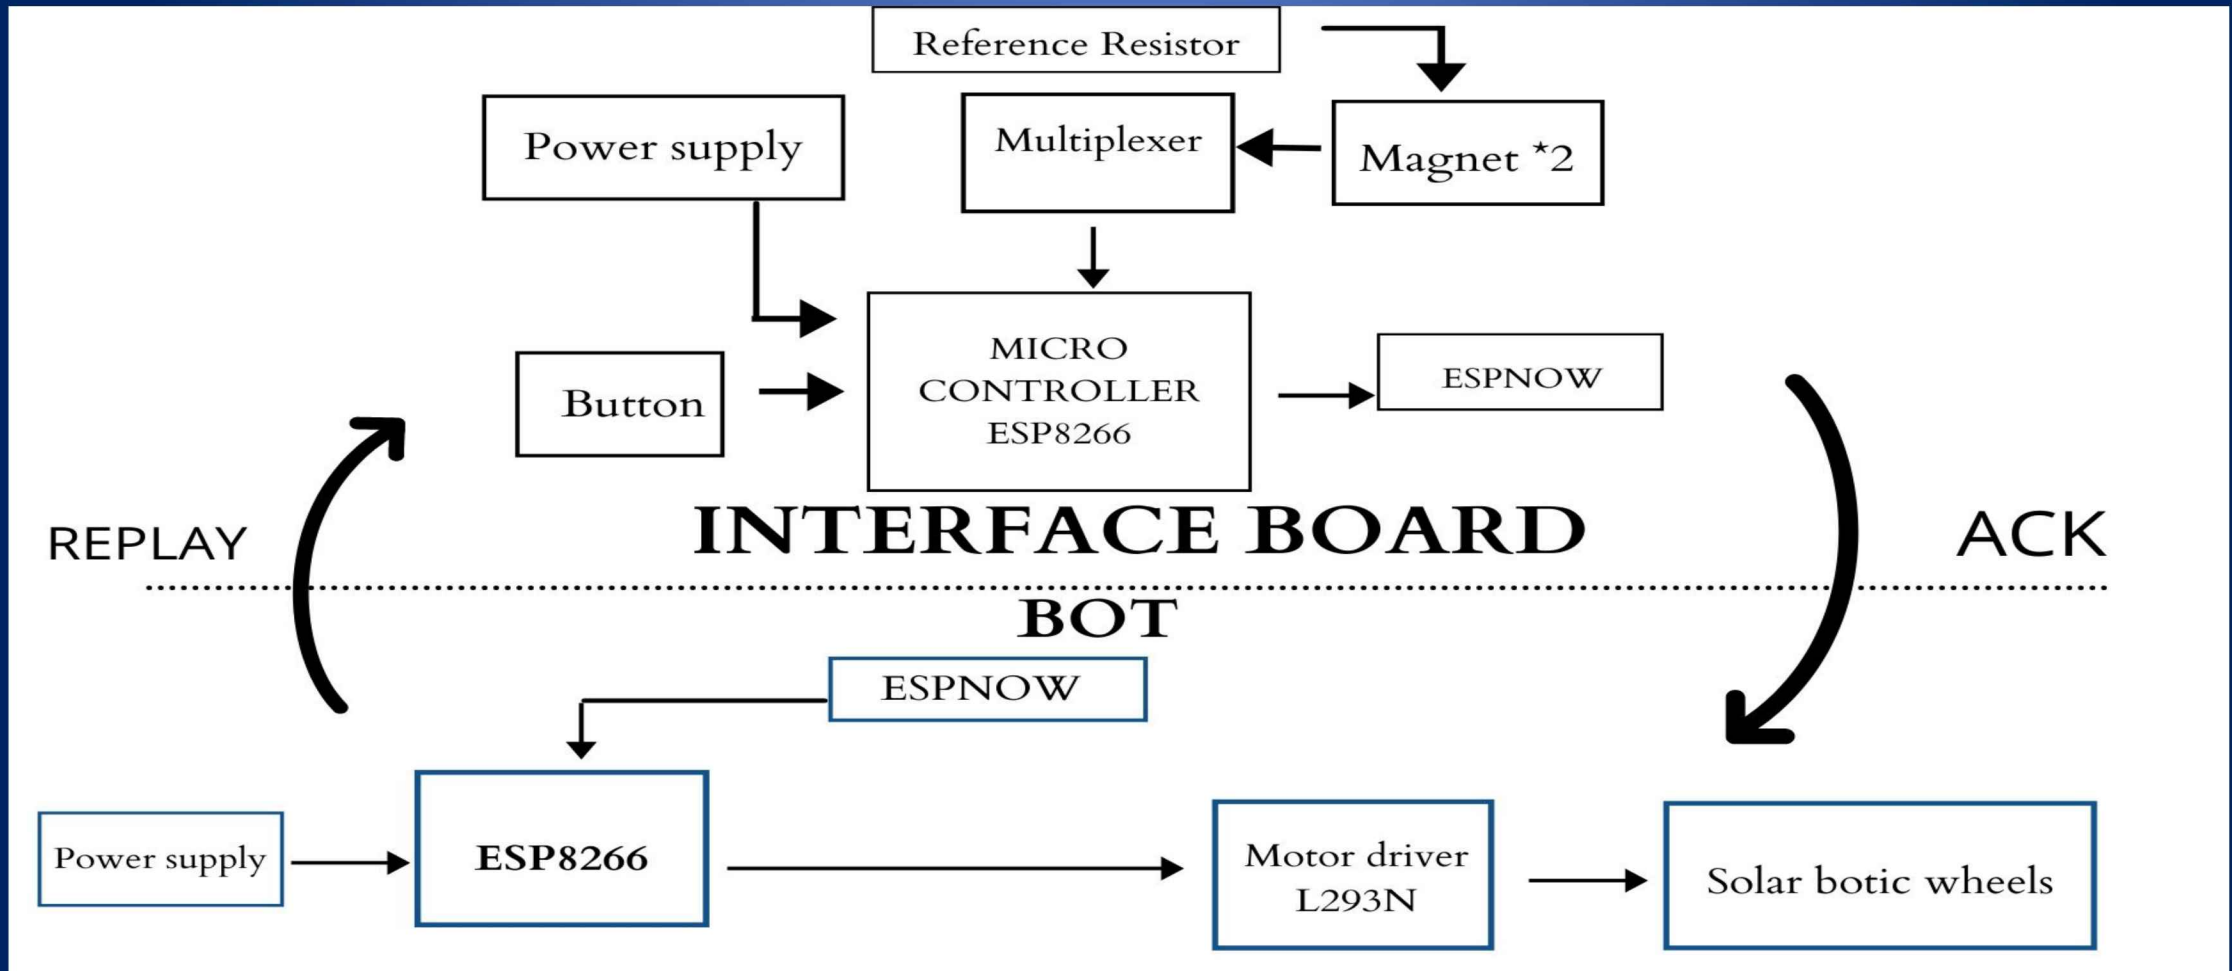 Reference Resistor
Power supply
Multiplexer
Magnet *2
MICRO
CONTROLLER
ESP8266
Button
ESPNOW
INTERFACE BOARD
REPLAY
ACK
BOT
ESPNOW
Power supply
ESP8266
Motor driver
L293N
Solar botic wheels